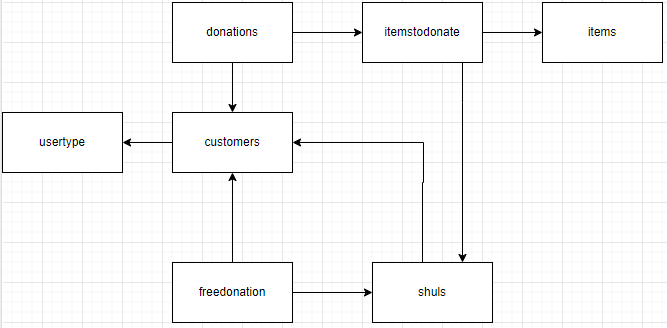 donations
itemstodonate
items
usertype
customers
freedonation
shuls